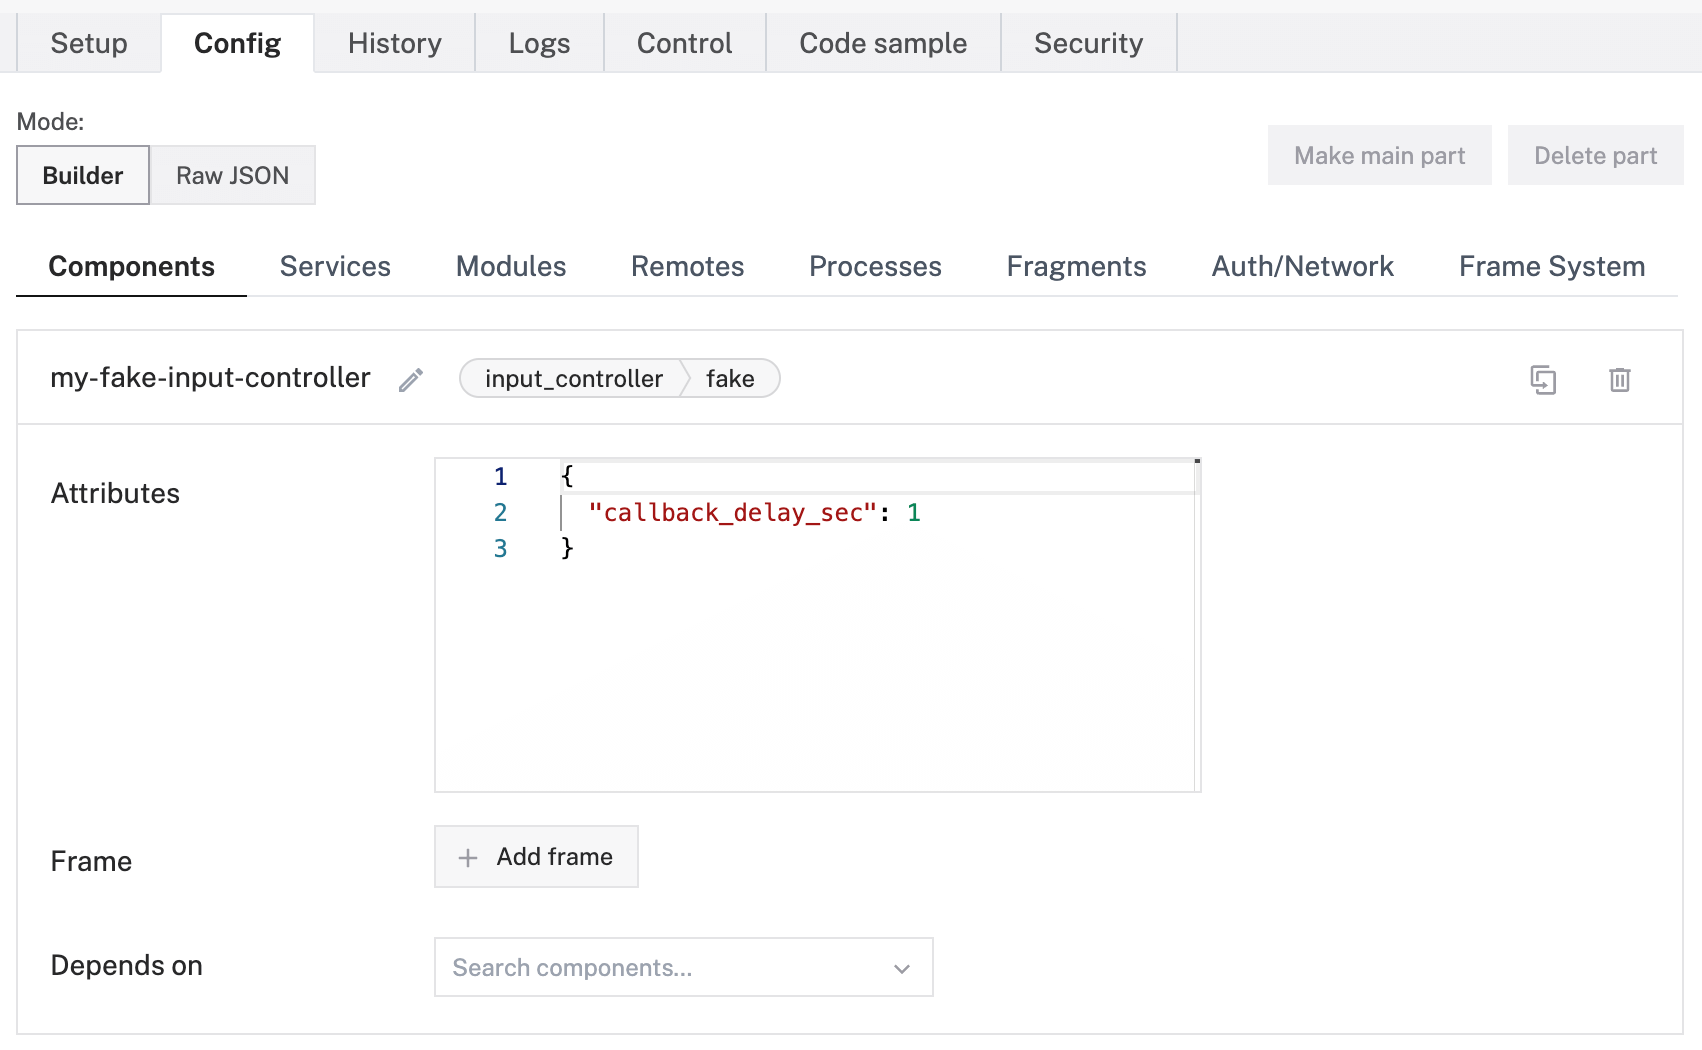 Setup Config History Logs Control Code sample Security
Mode:
Builder Raw JSON Make main part Delete part
Components Services Modules Remotes Processes Fragments Auth/Network Frame System
my-fake-input-controller input_controller fake
Attributes
1 {
2 "callback_delay_sec": 1
3 }
Frame + Add frame
Depends on Search components...